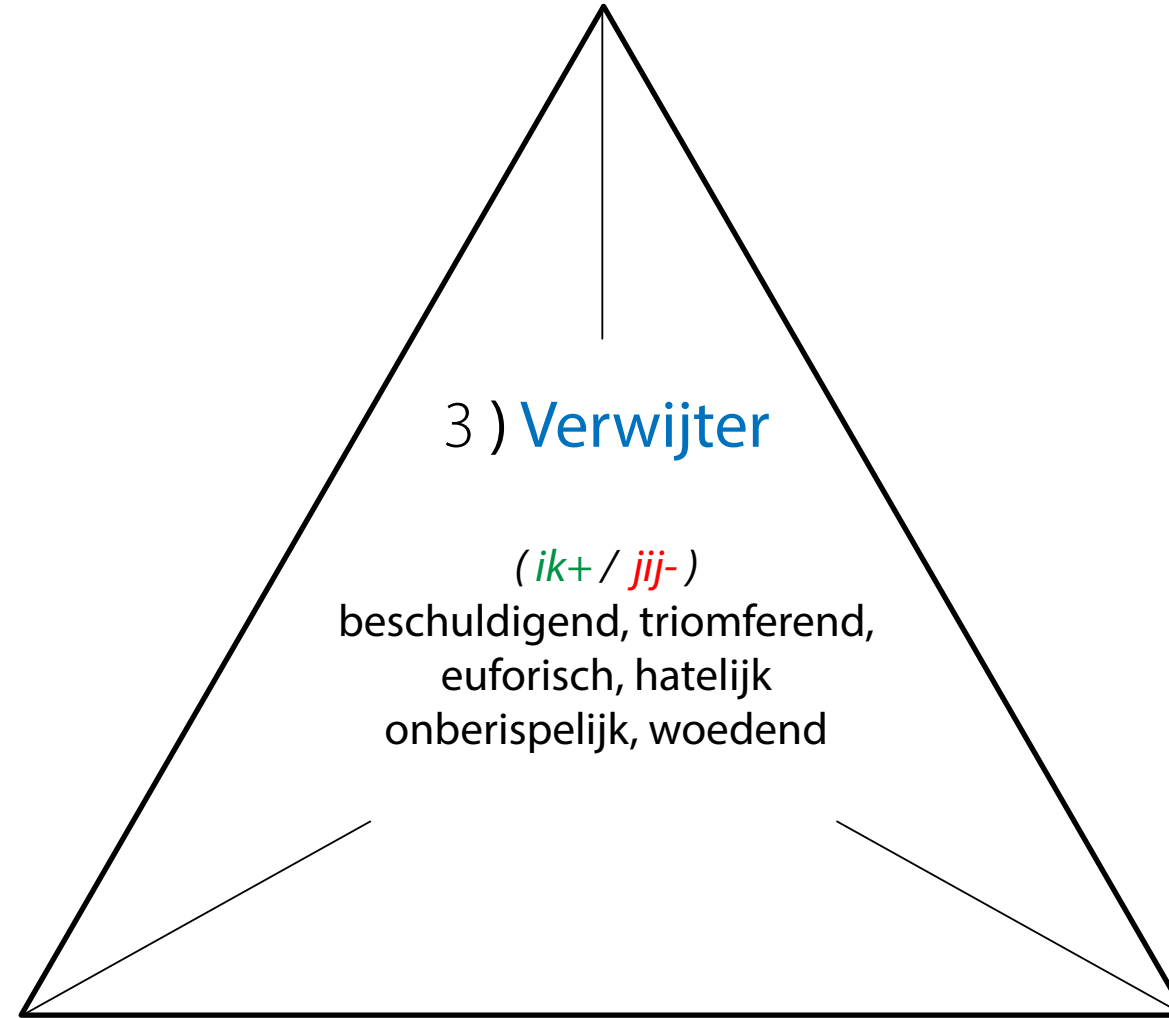 3 ) Verwijter
( ik+ / jij- )
beschuldigend, triomferend,
euforisch, hatelijk
onberispelijk, woedend